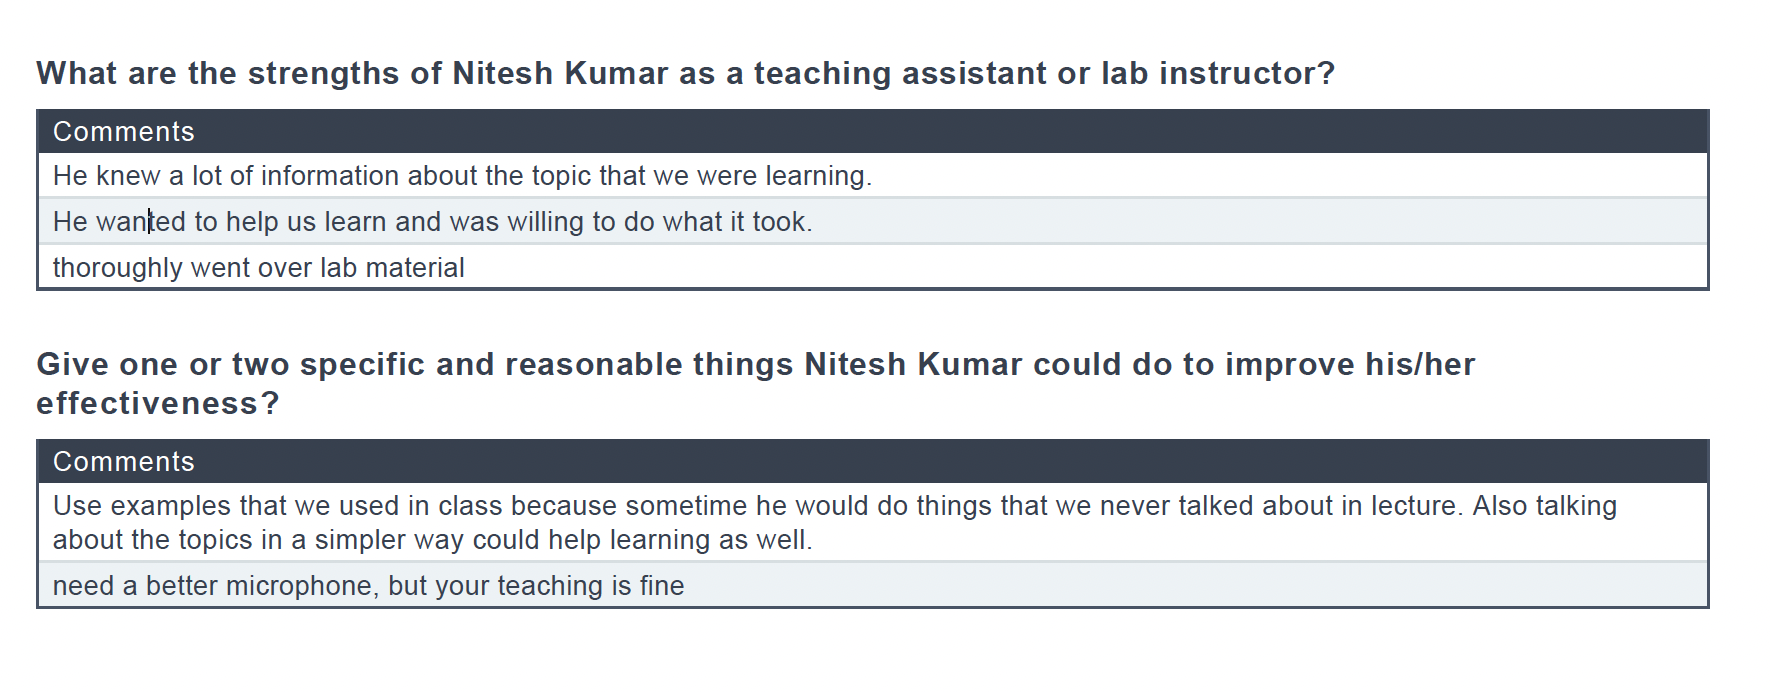 What are the strengths of Nitesh Kumar as a teaching assistant or lab instructor?
Comments
He knew a lot of information about the topic that we were learning.
He wanted to help us learn and was willing to do what it took.
thoroughly went over lab material
Give one or two specific and reasonable things Nitesh Kumar could do to improve his/her
effectiveness?
Comments
Use examples that we used in class because sometime he would do things that we never talked about in lecture. Also talking
about the topics in a simpler way could help learning as well.
need a better microphone, but your teaching is fine